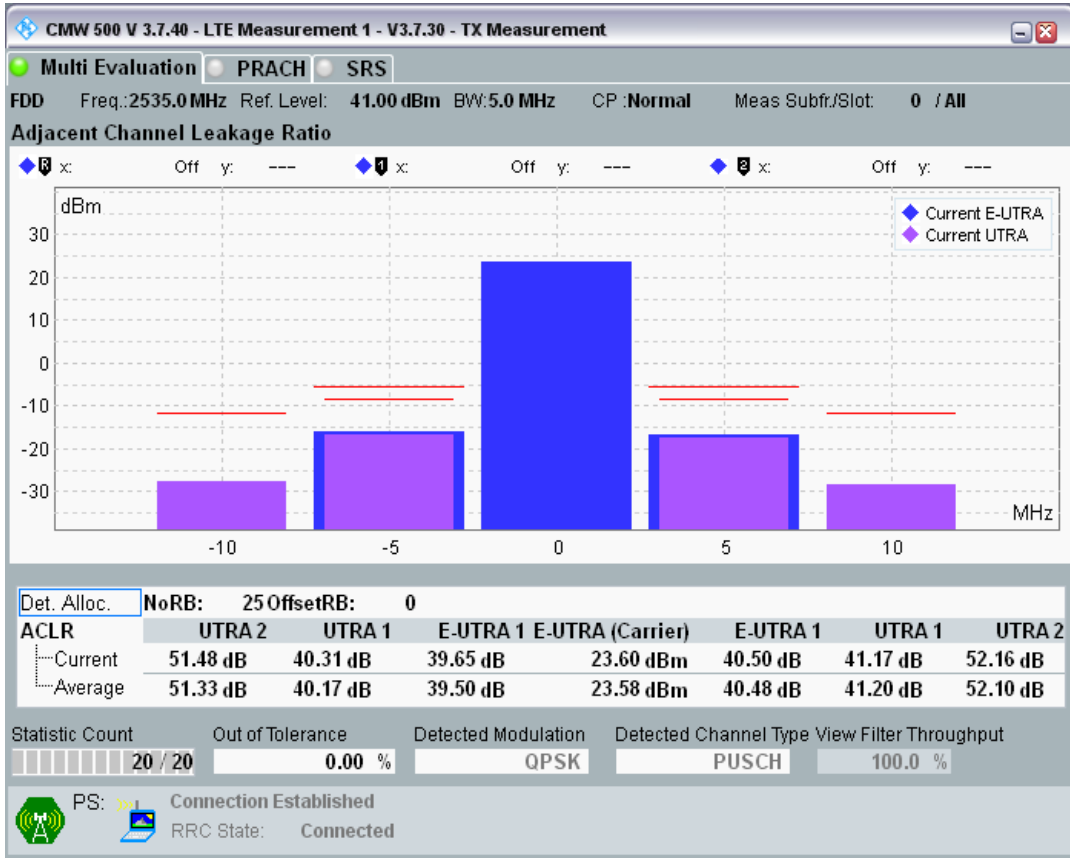 CMW 500 V 3.7.40 - LTE Measurement 1 - V3.7.30 - TX Measurement
Multi Evaluation PRACH SRS
FDD Freq.:2535.0 MHz Ref. Level: 41.00 dBm BW:5.0 MHz CP :Normal Meas Subfr./Slot: 0 / All
Adjacent Channel Leakage Ratio
R x: Off y: --- 1 x: Off y: --- 2 x: Off y: ---
dBm
Current E-UTRA
Current UTRA
30
20
10
0
-10
-20
-30
MHz
-10 -5 0 5 10
Det. Alloc. NoRB: 25 OffsetRB: 0
ACLR UTRA 2 UTRA 1 E-UTRA 1 E-UTRA (Carrier) E-UTRA 1 UTRA 1 UTRA 2
Current 51.48 dB 40.31 dB 39.65 dB 23.60 dBm 40.50 dB 41.17 dB 52.16 dB
Average 51.33 dB 40.17 dB 39.50 dB 23.58 dBm 40.48 dB 41.20 dB 52.10 dB
Statistic Count Out of Tolerance Detected Modulation Detected Channel Type View Filter Throughput
20 / 20 0.00 % QPSK PUSCH 100.0 %
PS: Connection Established
RRC State: Connected